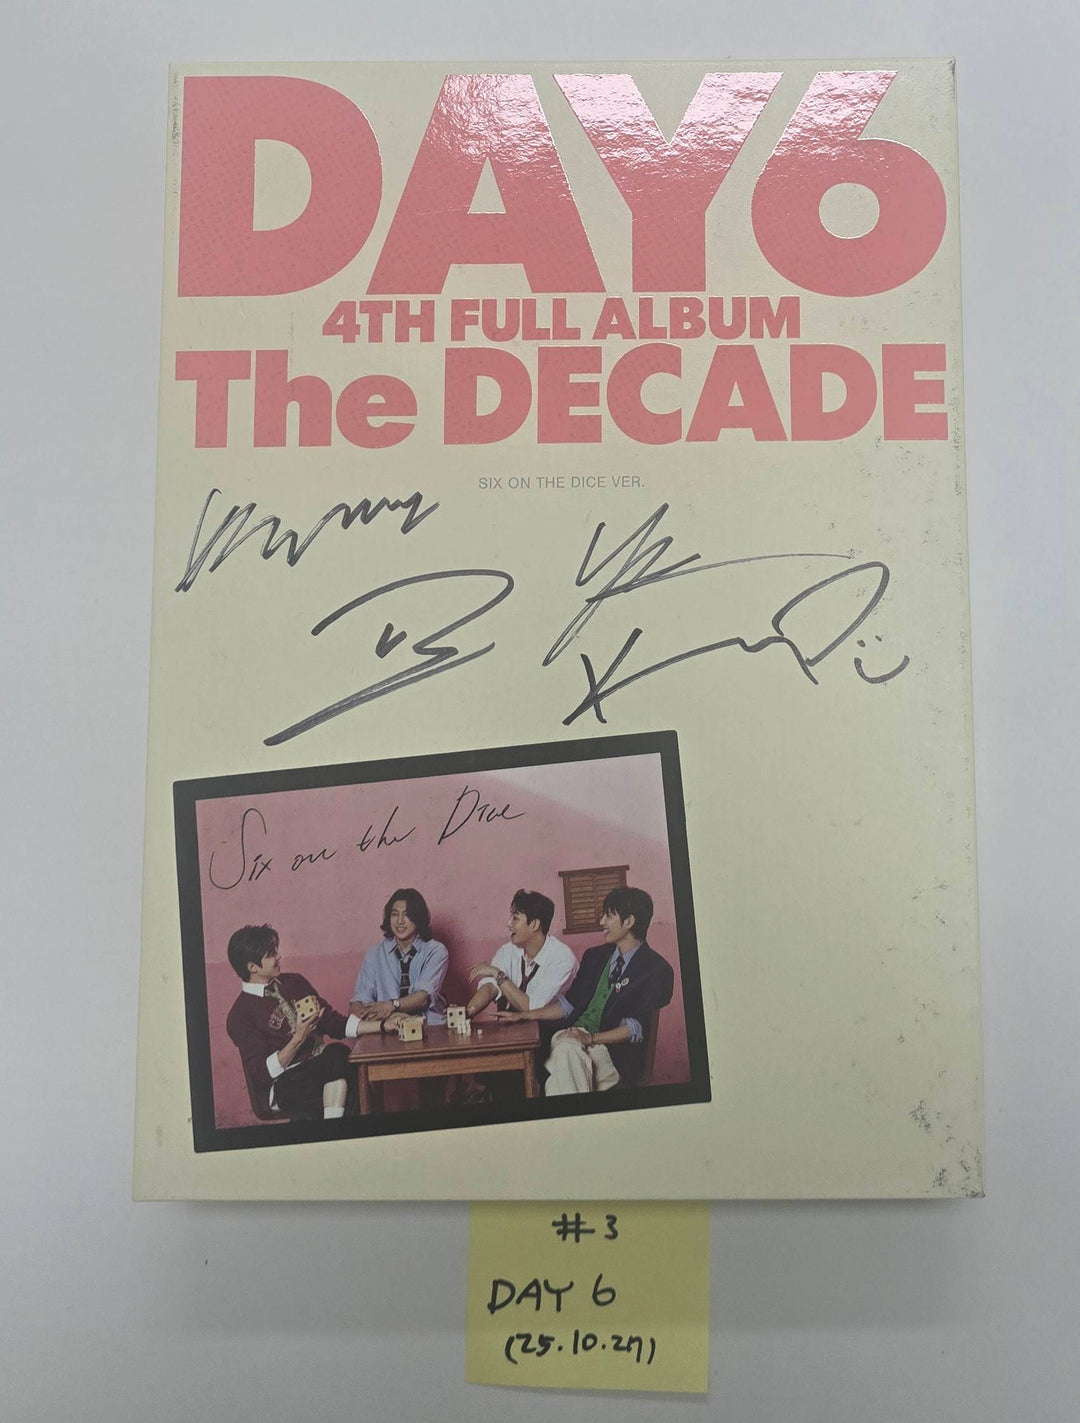 DAY6
4TH FULL ALBUM
The DECADE
SIX ON THE DICE VER.
Six on the Dice
#3
DAY 6
(25.10.27)